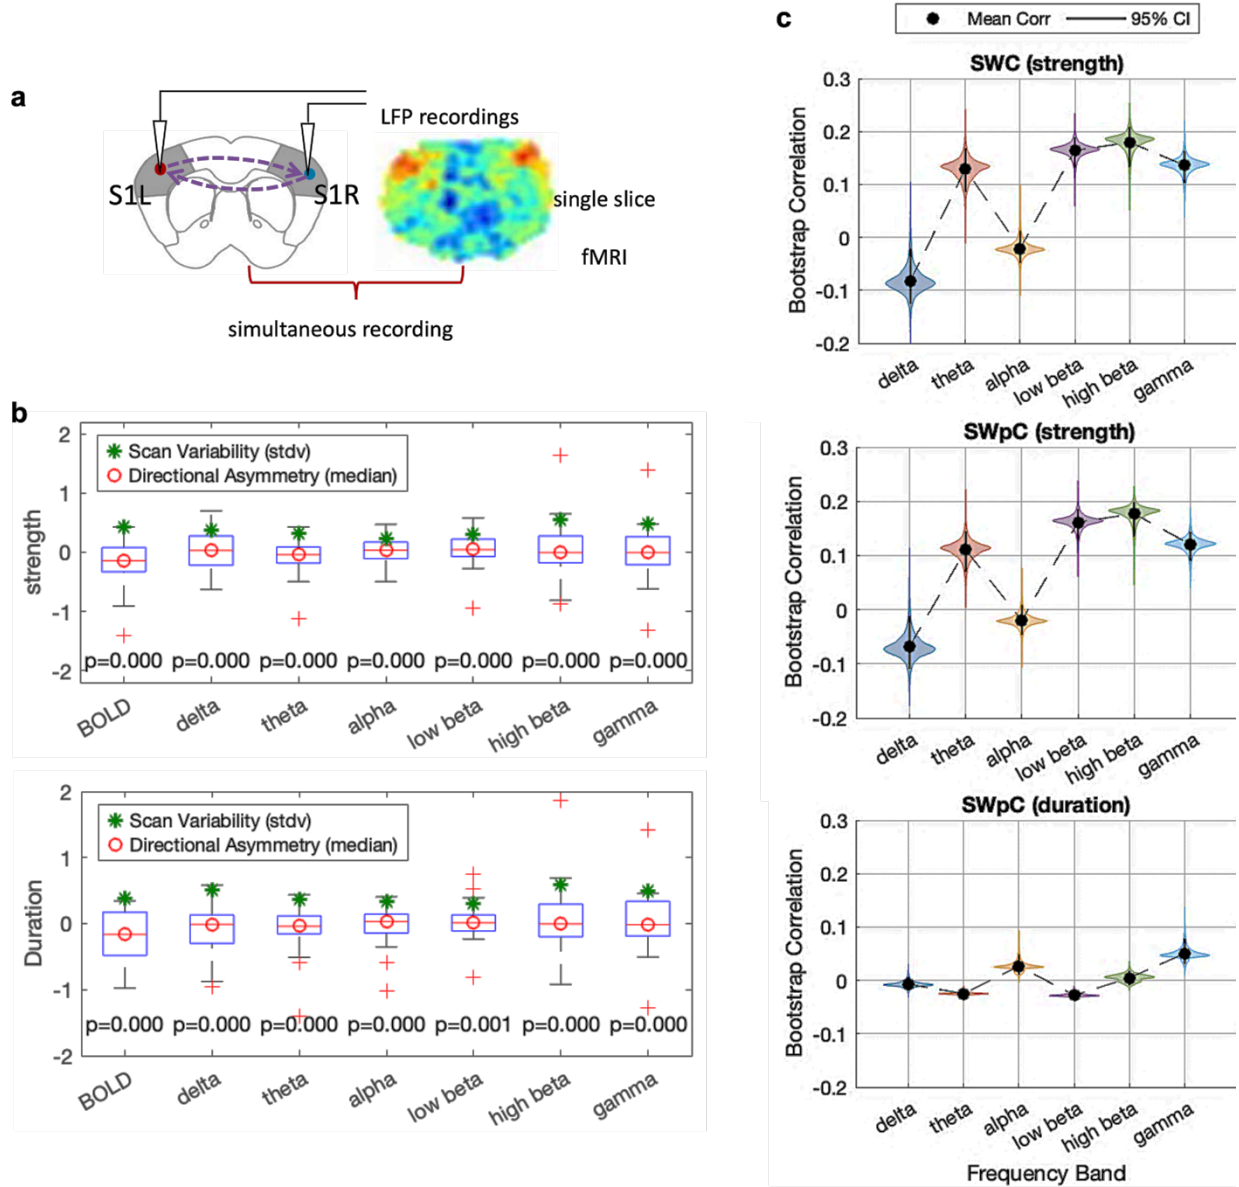 a
LFP recordings
S1L
S1R
single slice
fMRI
simultaneous recording
b
2
1
0
-1
-2
strength
Scan Variability (stdv)
Directional Asymmetry (median)
p=0.000 p=0.000 p=0.000 p=0.000 p=0.000 p=0.000 p=0.000
BOLD delta theta alpha low beta high beta gamma
2
1
0
-1
-2
Duration
Scan Variability (stdv)
Directional Asymmetry (median)
p=0.000 p=0.000 p=0.000 p=0.000 p=0.001 p=0.000 p=0.000
BOLD delta theta alpha low beta high beta gamma
c
Mean Corr 95% CI
SWC (strength)
0.3
0.2
0.1
0
-0.1
-0.2
Bootstrap Correlation
delta theta alpha low beta high beta gamma
SWpC (strength)
0.3
0.2
0.1
0
-0.1
-0.2
Bootstrap Correlation
delta theta alpha low beta high beta gamma
SWpC (duration)
0.3
0.2
0.1
0
-0.1
-0.2
Bootstrap Correlation
delta theta alpha low beta high beta gamma
Frequency Band